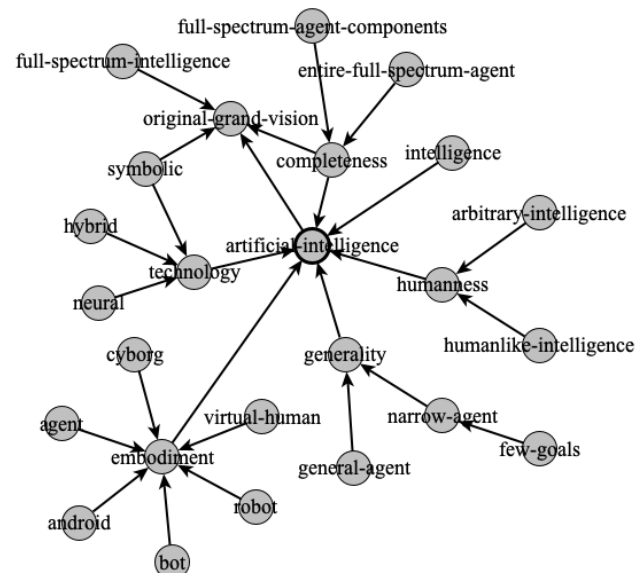 full-spectrum-agent-components
full-spectrum-intelligence
entire-full-spectrum-agent
original-grand-vision
completeness
intelligence
symbolic
arbitrary-intelligence
hybrid
artificial-intelligence
technology
humanness
neural
cyborg
generality
humanlike-intelligence
agent
virtual-human
narrow-agent
embodiment
general-agent
few-goals
android
robot
bot